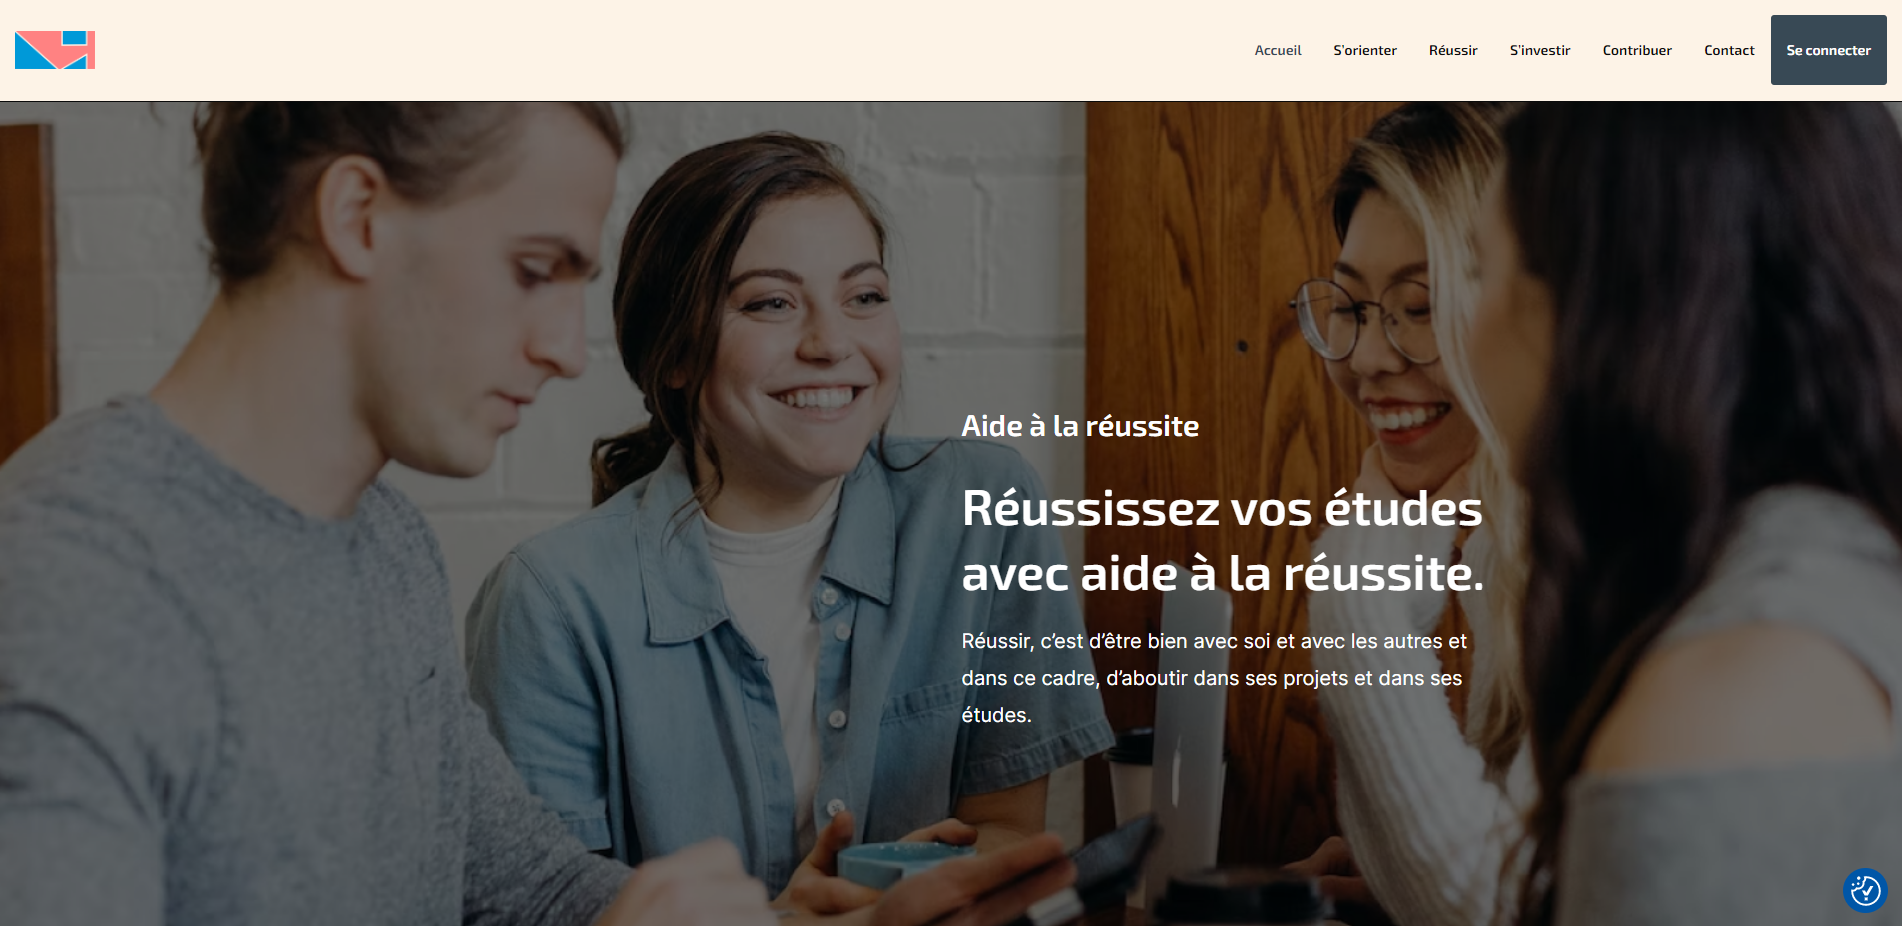 Accueil S'orienter Réussir S'investir Contribuer Contact Se connecter
Aide à la réussite
Réussissez vos études
avec aide à la réussite.
Réussir, c’est d’être bien avec soi et avec les autres et
dans ce cadre, d’aboutir dans ses projets et dans ses
études.